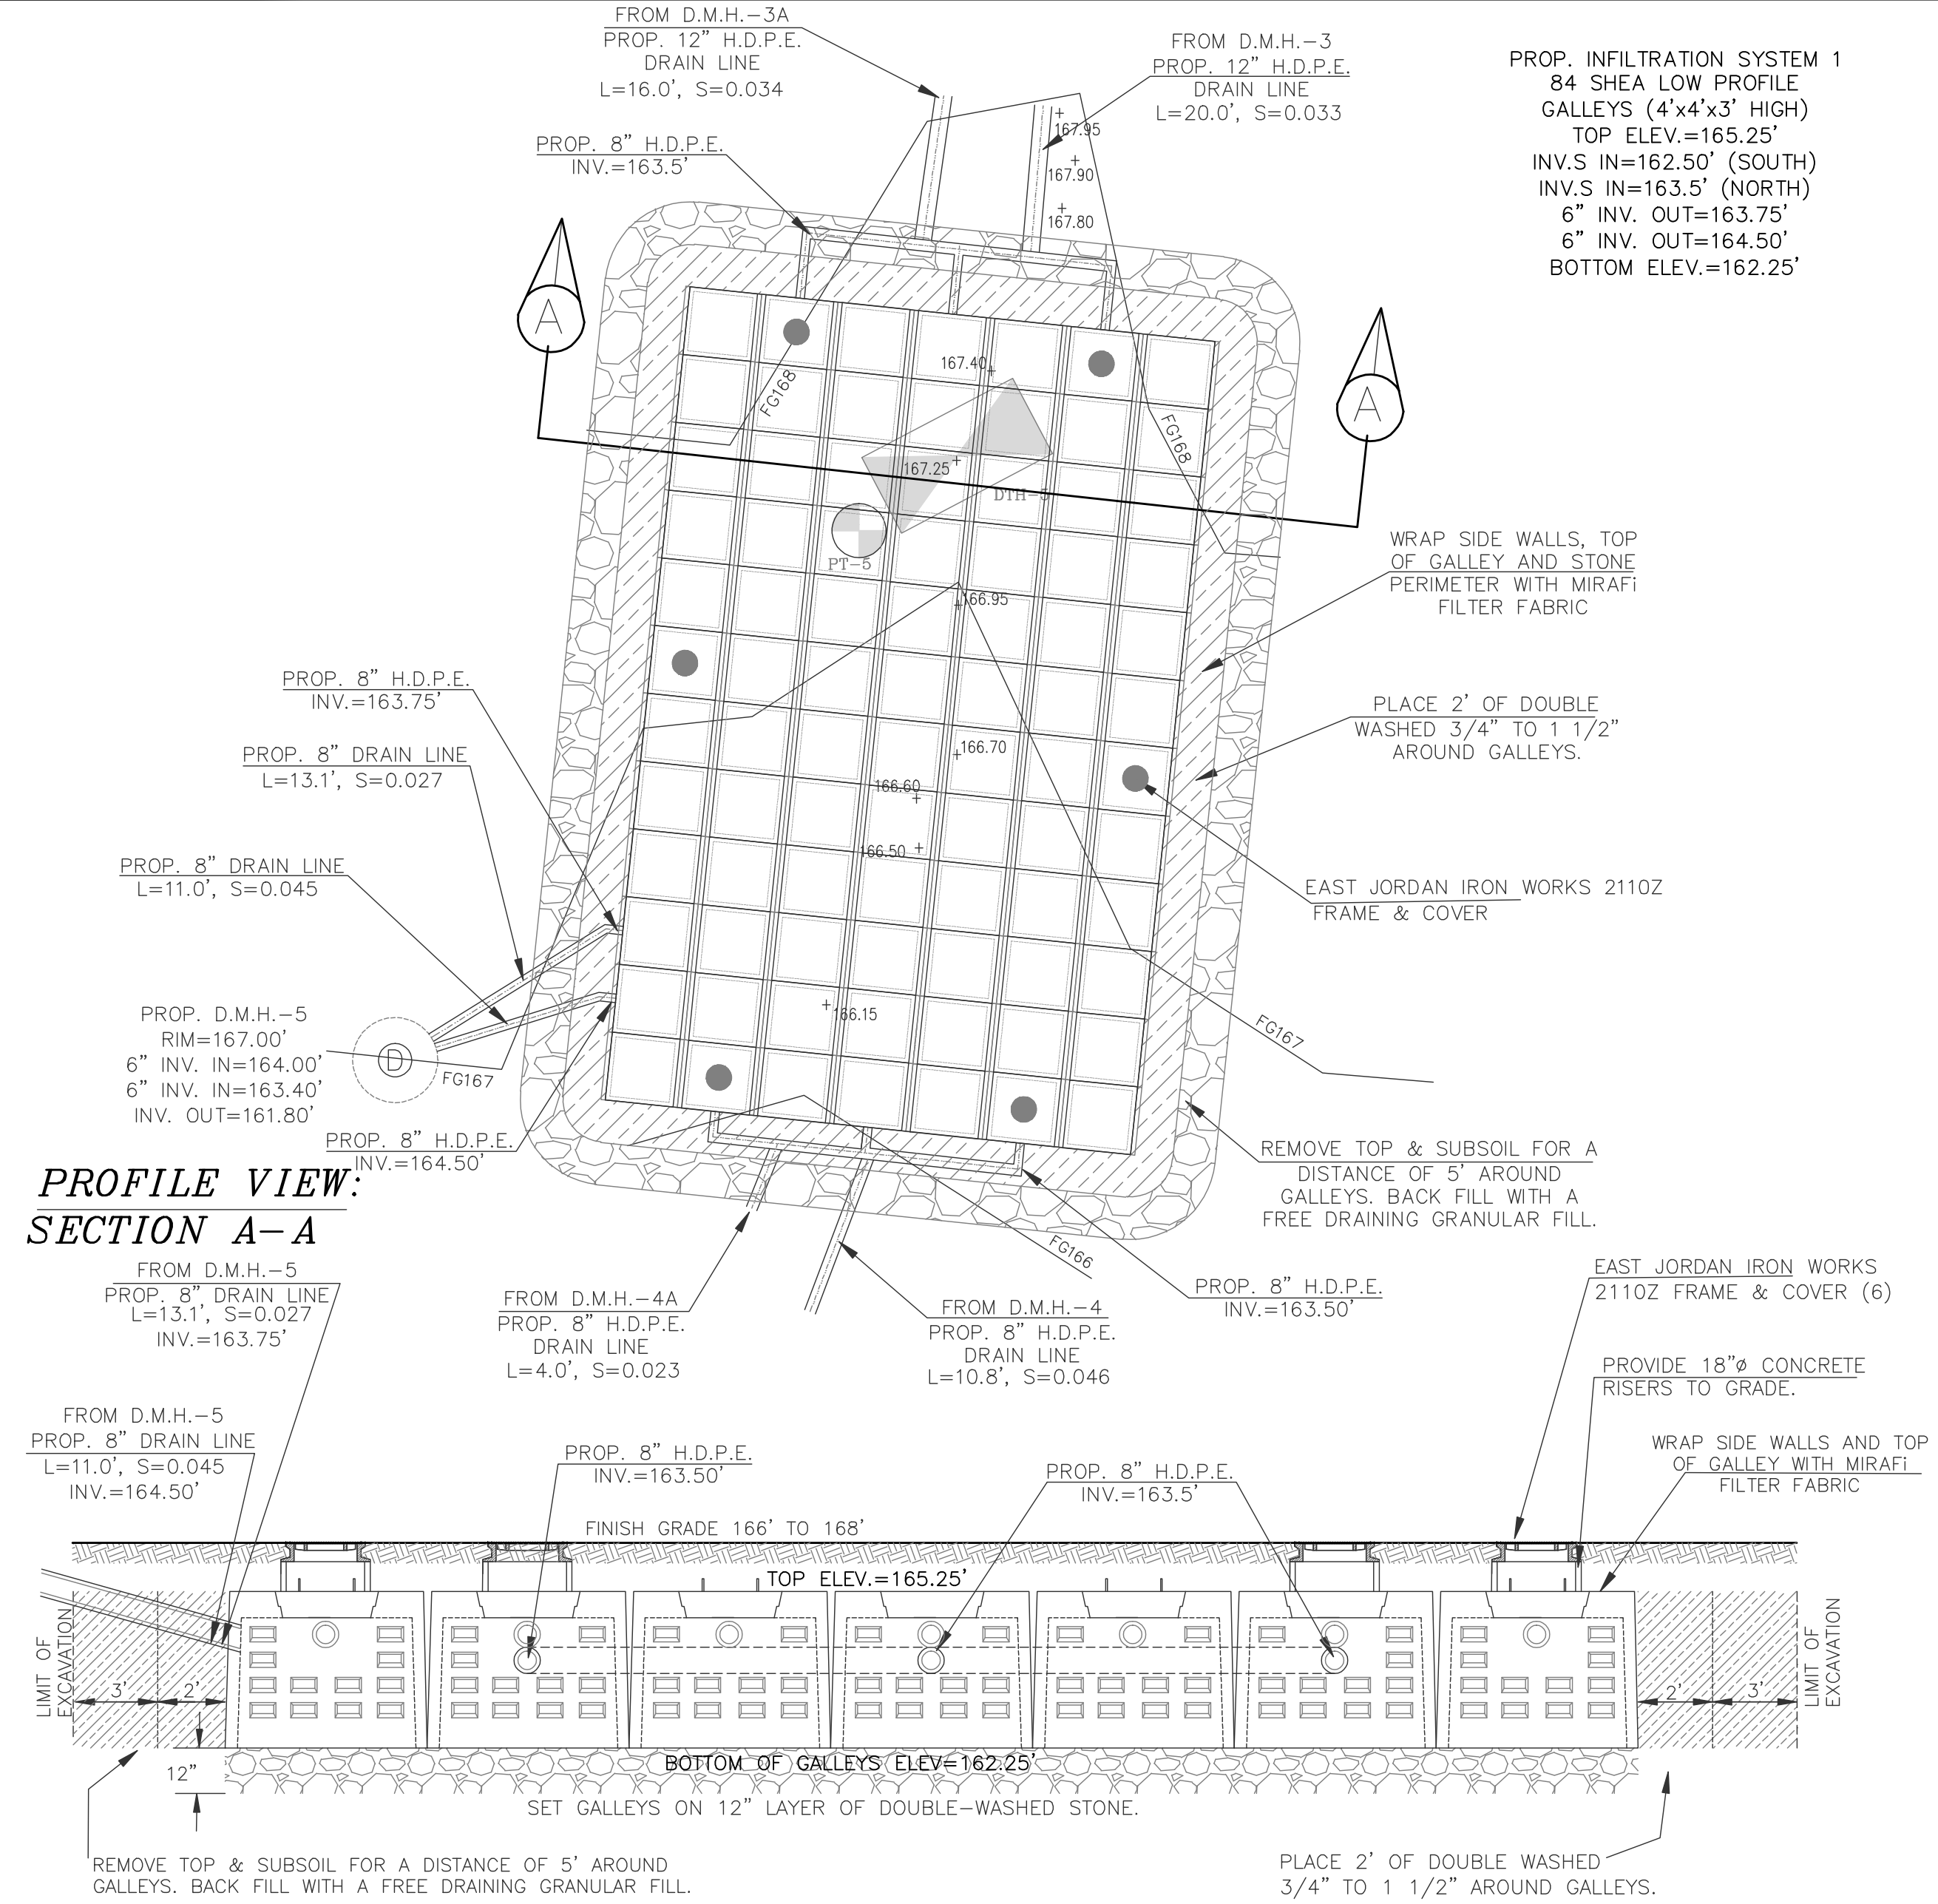 FROM D.M.H.-3A
PROP. 12" H.D.P.E.
DRAIN LINE
L=16.0', S=0.034
FROM D.M.H.-3
PROP. 12" H.D.P.E.
DRAIN LINE
L=20.0', S=0.033
PROP. INFILTRATION SYSTEM 1
84 SHEA LOW PROFILE
GALLEYS (4'x4'x3' HIGH)
TOP ELEV.=165.25'
INV.S IN=162.50' (SOUTH)
INV.S IN=163.5' (NORTH)
6" INV. OUT=163.75'
6" INV. OUT=164.50'
BOTTOM ELEV.=162.25'
PROP. 8" H.D.P.E.
INV.=163.5'
167.95
167.90
167.80
A
A
167.40
FG168
FG168
167.25
DTH-5
PT-5
166.95
WRAP SIDE WALLS, TOP
OF GALLEY AND STONE
PERIMETER WITH MIRAFi
FILTER FABRIC
PROP. 8" H.D.P.E.
INV.=163.75'
PROP. 8" DRAIN LINE
L=13.1', S=0.027
PLACE 2' OF DOUBLE
WASHED 3/4" TO 1 1/2"
AROUND GALLEYS.
166.70
166.60
166.50
PROP. 8" DRAIN LINE
L=11.0', S=0.045
EAST JORDAN IRON WORKS 2110Z
FRAME & COVER
166.15
PROP. D.M.H.-5
RIM=167.00'
6" INV. IN=164.00'
6" INV. IN=163.40'
INV. OUT=161.80'
D
FG167
FG167
PROP. 8" H.D.P.E.
INV.=164.50'
REMOVE TOP & SUBSOIL FOR A
DISTANCE OF 5' AROUND
GALLEYS. BACK FILL WITH A
FREE DRAINING GRANULAR FILL.
FG166
PROFILE VIEW:
SECTION A-A
FROM D.M.H.-5
PROP. 8" DRAIN LINE
L=13.1', S=0.027
INV.=163.75'
FROM D.M.H.-4A
PROP. 8" H.D.P.E.
DRAIN LINE
L=4.0', S=0.023
FROM D.M.H.-4
PROP. 8" H.D.P.E.
DRAIN LINE
L=10.8', S=0.046
PROP. 8" H.D.P.E.
INV.=163.50'
EAST JORDAN IRON WORKS
2110Z FRAME & COVER (6)
PROVIDE 18"ø CONCRETE
RISERS TO GRADE.
FROM D.M.H.-5
PROP. 8" DRAIN LINE
L=11.0', S=0.045
INV.=164.50'
PROP. 8" H.D.P.E.
INV.=163.50'
PROP. 8" H.D.P.E.
INV.=163.5'
WRAP SIDE WALLS AND TOP
OF GALLEY WITH MIRAFi
FILTER FABRIC
FINISH GRADE 166' TO 168'
TOP ELEV.=165.25'
LIMIT OF
EXCAVATION
3'
2'
2'
3'
LIMIT OF
EXCAVATION
12"
BOTTOM OF GALLEYS ELEV=162.25'
SET GALLEYS ON 12" LAYER OF DOUBLE-WASHED STONE.
REMOVE TOP & SUBSOIL FOR A DISTANCE OF 5' AROUND
GALLEYS. BACK FILL WITH A FREE DRAINING GRANULAR FILL.
PLACE 2' OF DOUBLE WASHED
3/4" TO 1 1/2" AROUND GALLEYS.